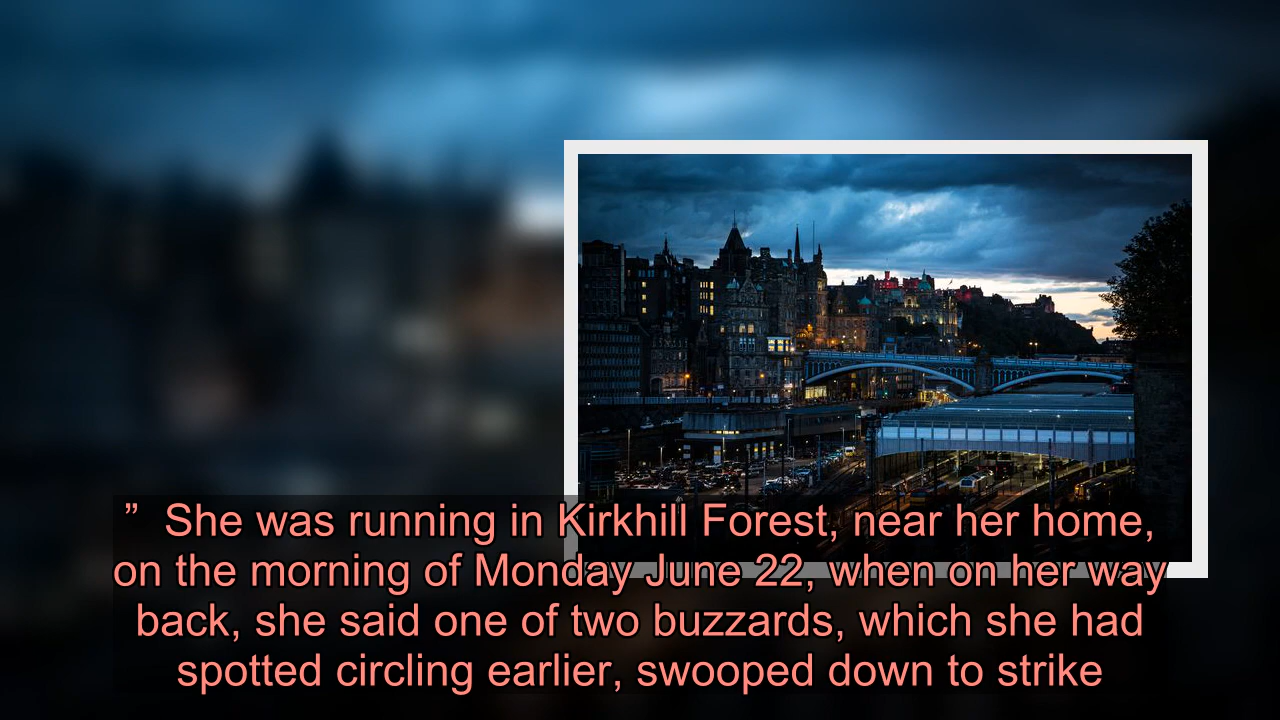 ” She was running in Kirkhill Forest, near her home,
on the morning of Monday June 22, when on her way
back, she said one of two buzzards, which she had
spotted circling earlier, swooped down to strike